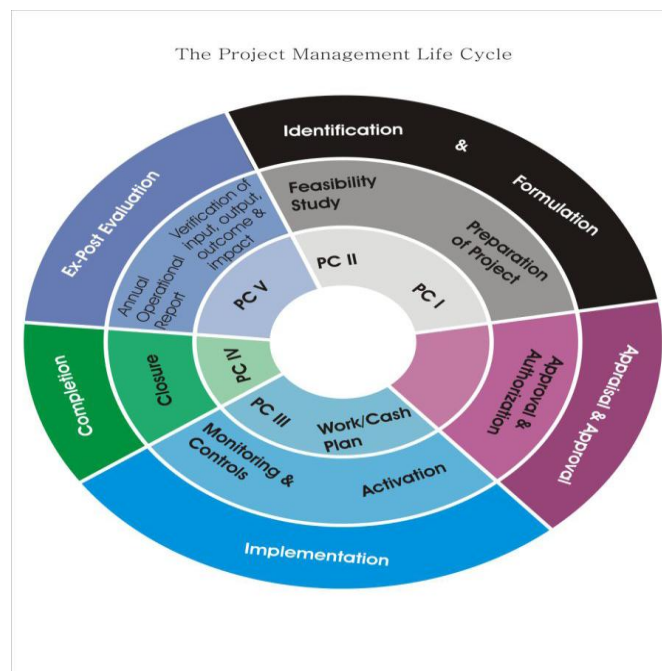 The Project Management Life Cycle
Identification
&
Formulation
Feasibility
Study
Preparation
of Project
PC II
PC I
Appraisal & Approval
Approval &
Authorization
Implementation
Activation
Monitoring &
Controls
Work/Cash
Plan
PC III
Completion
Closure
PC IV
Ex-Post Evaluation
Verification of
input, output,
outcome &
impact
Annual
Operational
Report
PC V